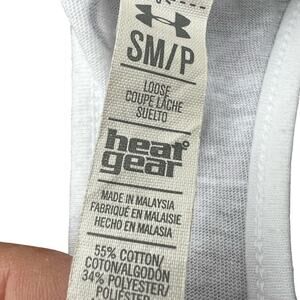 SM/P
LOOSE
COUPE LÂCHE
SUELTO
heat
gear
MADE IN MALAYSIA
FABRIQUÉ EN MALAISIE
HECHO EN MALASIA
55% COTTON/
COTON/ALGODÓN
34% POLYESTER/
POLIÉSTER